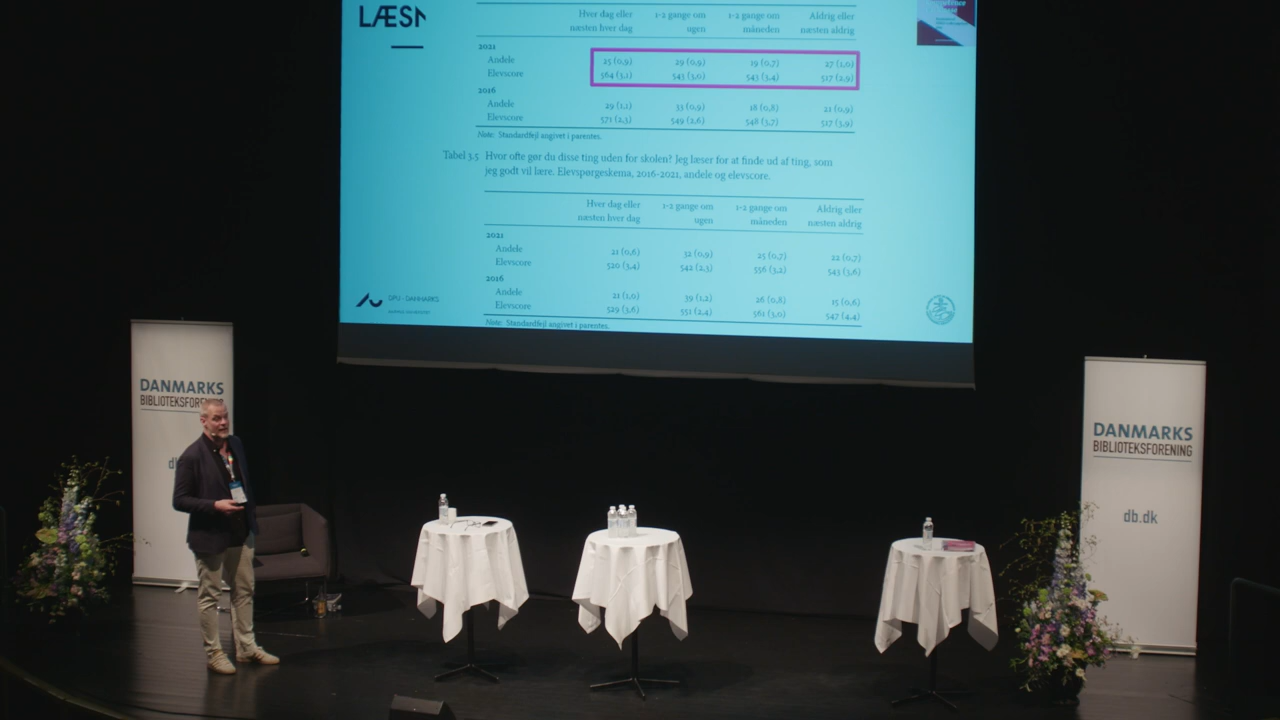 LÆSN
Hver dag eller næsten hver dag
1-2 gange om ugen
1-2 gange om måneden
Aldrig eller næsten aldrig
2021
Andele 25 (0,9) 29 (0,9) 19 (0,7) 27 (1,0)
Elevscore 564 (3,1) 543 (3,0) 543 (3,4) 517 (2,9)
2016
Andele 29 (1,1) 33 (0,9) 18 (0,8) 21 (0,9)
Elevscore 571 (2,3) 549 (2,6) 548 (3,7) 517 (3,9)
Note. Standardfejl angivet i parentes.
Tabel 3.5 Hvor ofte gør du disse ting uden for skolen? Jeg læser for at finde ud af ting, som
jeg godt vil lære. Elevspørgeskema, 2016-2021, andele og elevscore.
Hver dag eller næsten hver dag
1-2 gange om ugen
1-2 gange om måneden
Aldrig eller næsten aldrig
2021
Andele 21 (0,6) 32 (0,9) 25 (0,7) 22 (0,7)
Elevscore 520 (3,4) 542 (2,3) 556 (3,2) 543 (3,6)
2016
Andele 21 (1,0) 39 (1,2) 26 (0,8) 15 (0,6)
Elevscore 529 (3,6) 551 (2,4) 561 (3,0) 547 (4,4)
Note. Standardfejl angivet i parentes.
DPU - DANMARKS
DANMARKS
BIBLIOTEKSFORENING
db.dk
DANMARKS
BIBLIOTEKSFOR